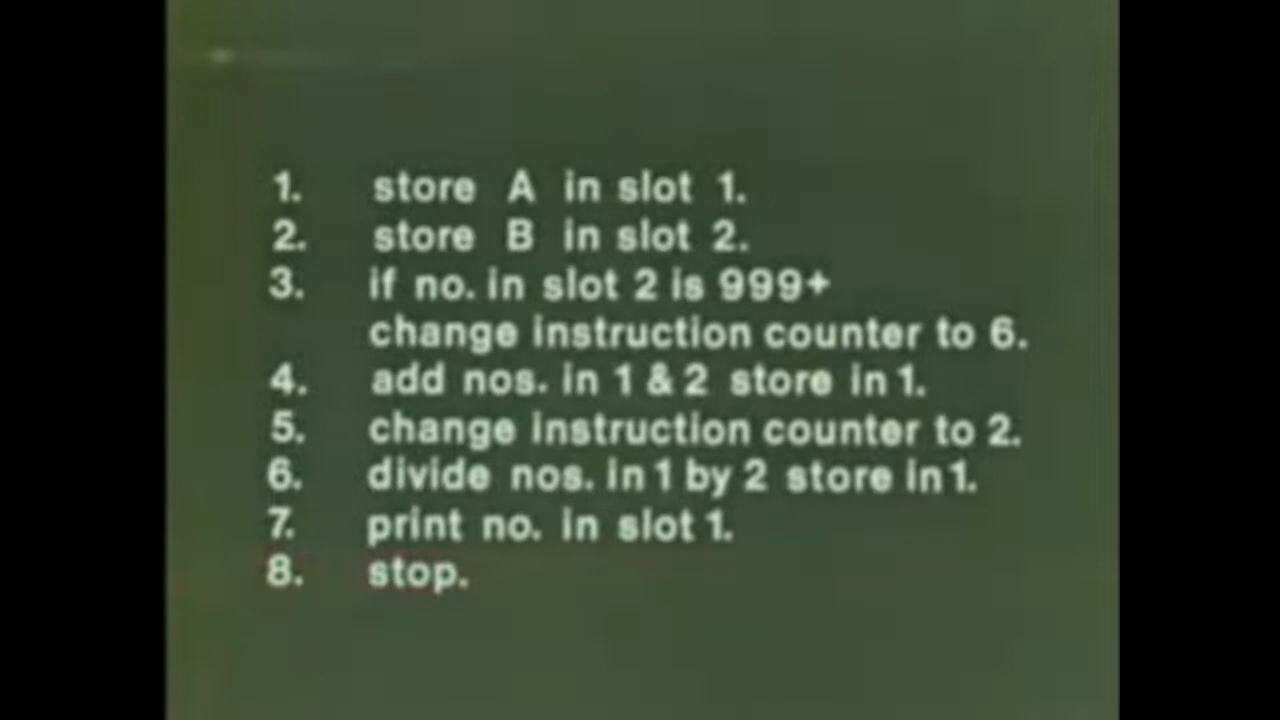 1. store A in slot 1.
2. store B in slot 2.
3. if no. in slot 2 is 999+
change instruction counter to 6.
4. add nos. in 1 & 2 store in 1.
5. change instruction counter to 2.
6. divide nos. in 1 by 2 store in 1.
7. print no. in slot 1.
8. stop.